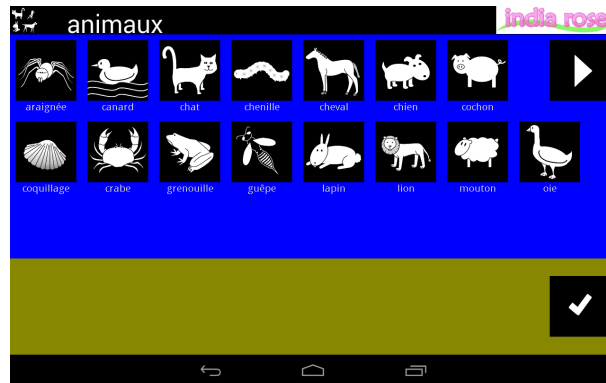 animaux
india rose
araignée canard chat chenille cheval chien cochon
coquillage crabe grenouille guêpe lapin lion mouton oie